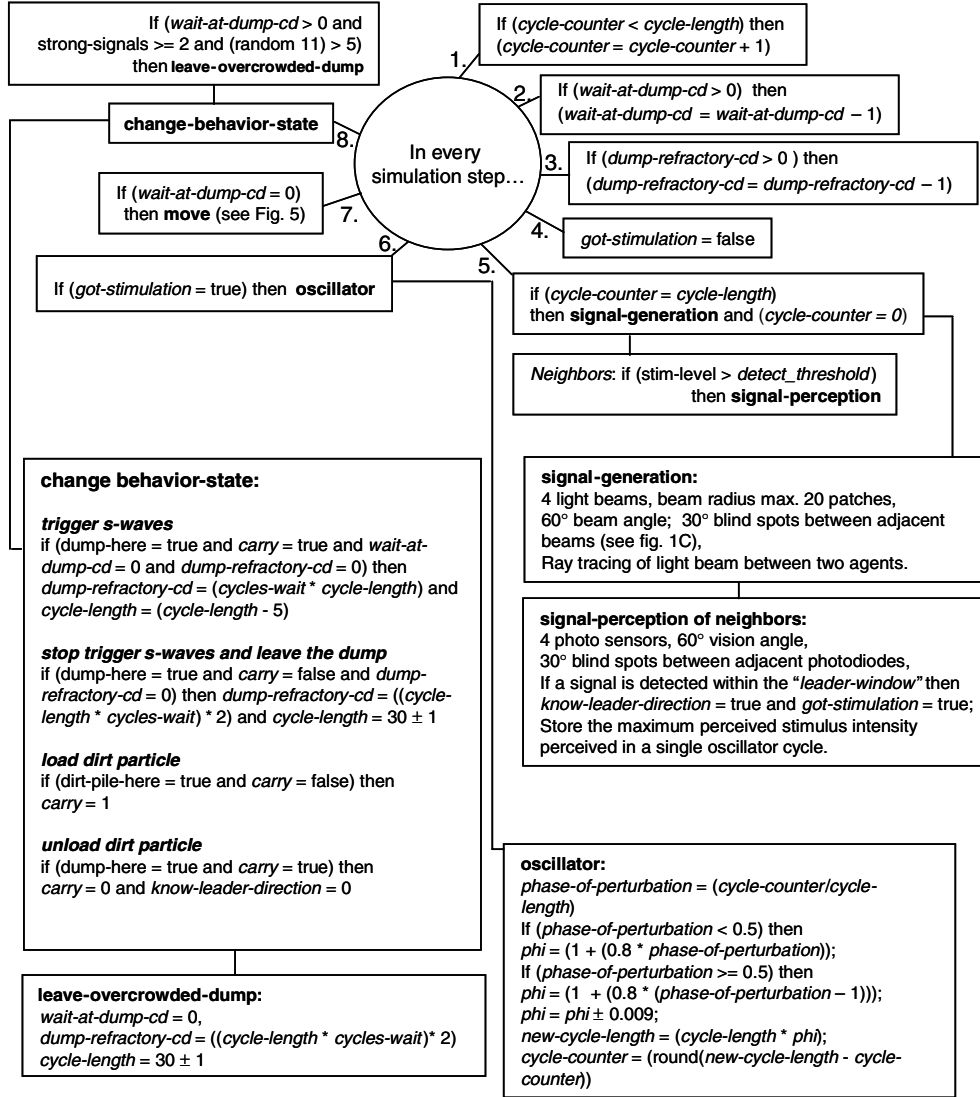 If (wait-at-dump-cd > 0 and
strong-signals >= 2 and (random 11) > 5)
then leave-overcrowded-dump
1.
If (cycle-counter < cycle-length) then
(cycle-counter = cycle-counter + 1)
2.
If (wait-at-dump-cd > 0) then
(wait-at-dump-cd = wait-at-dump-cd – 1)
3.
If (dump-refractory-cd > 0 ) then
(dump-refractory-cd = dump-refractory-cd – 1)
4.
got-stimulation = false
5.
if (cycle-counter = cycle-length)
then signal-generation and (cycle-counter = 0)
Neighbors: if (stim-level > detect_threshold)
then signal-perception
In every
simulation step…
8.
change-behavior-state
7.
If (wait-at-dump-cd = 0)
then move (see Fig. 5)
6.
If (got-stimulation = true) then oscillator
change behavior-state:
trigger s-waves
if (dump-here = true and carry = true and wait-at-
dump-cd = 0 and dump-refractory-cd = 0) then
dump-refractory-cd = (cycles-wait * cycle-length) and
cycle-length = (cycle-length - 5)
stop trigger s-waves and leave the dump
if (dump-here = true and carry = false and dump-
refractory-cd = 0) then dump-refractory-cd = ((cycle-
length * cycles-wait) * 2) and cycle-length = 30 ± 1
load dirt particle
if (dirt-pile-here = true and carry = false) then
carry = 1
unload dirt particle
if (dump-here = true and carry = true) then
carry = 0 and know-leader-direction = 0
leave-overcrowded-dump:
wait-at-dump-cd = 0,
dump-refractory-cd = ((cycle-length * cycles-wait)* 2)
cycle-length = 30 ± 1
signal-generation:
4 light beams, beam radius max. 20 patches,
60° beam angle; 30° blind spots between adjacent
beams (see fig. 1C),
Ray tracing of light beam between two agents.
signal-perception of neighbors:
4 photo sensors, 60° vision angle,
30° blind spots between adjacent photodiodes,
If a signal is detected within the “leader-window” then
know-leader-direction = true and got-stimulation = true;
Store the maximum perceived stimulus intensity
perceived in a single oscillator cycle.
oscillator:
phase-of-perturbation = (cycle-counter/cycle-
length)
If (phase-of-perturbation < 0.5) then
phi = (1 + (0.8 * phase-of-perturbation));
If (phase-of-perturbation >= 0.5) then
phi = (1 + (0.8 * (phase-of-perturbation – 1)));
phi = phi ± 0.009;
new-cycle-length = (cycle-length * phi);
cycle-counter = (round(new-cycle-length - cycle-
counter))